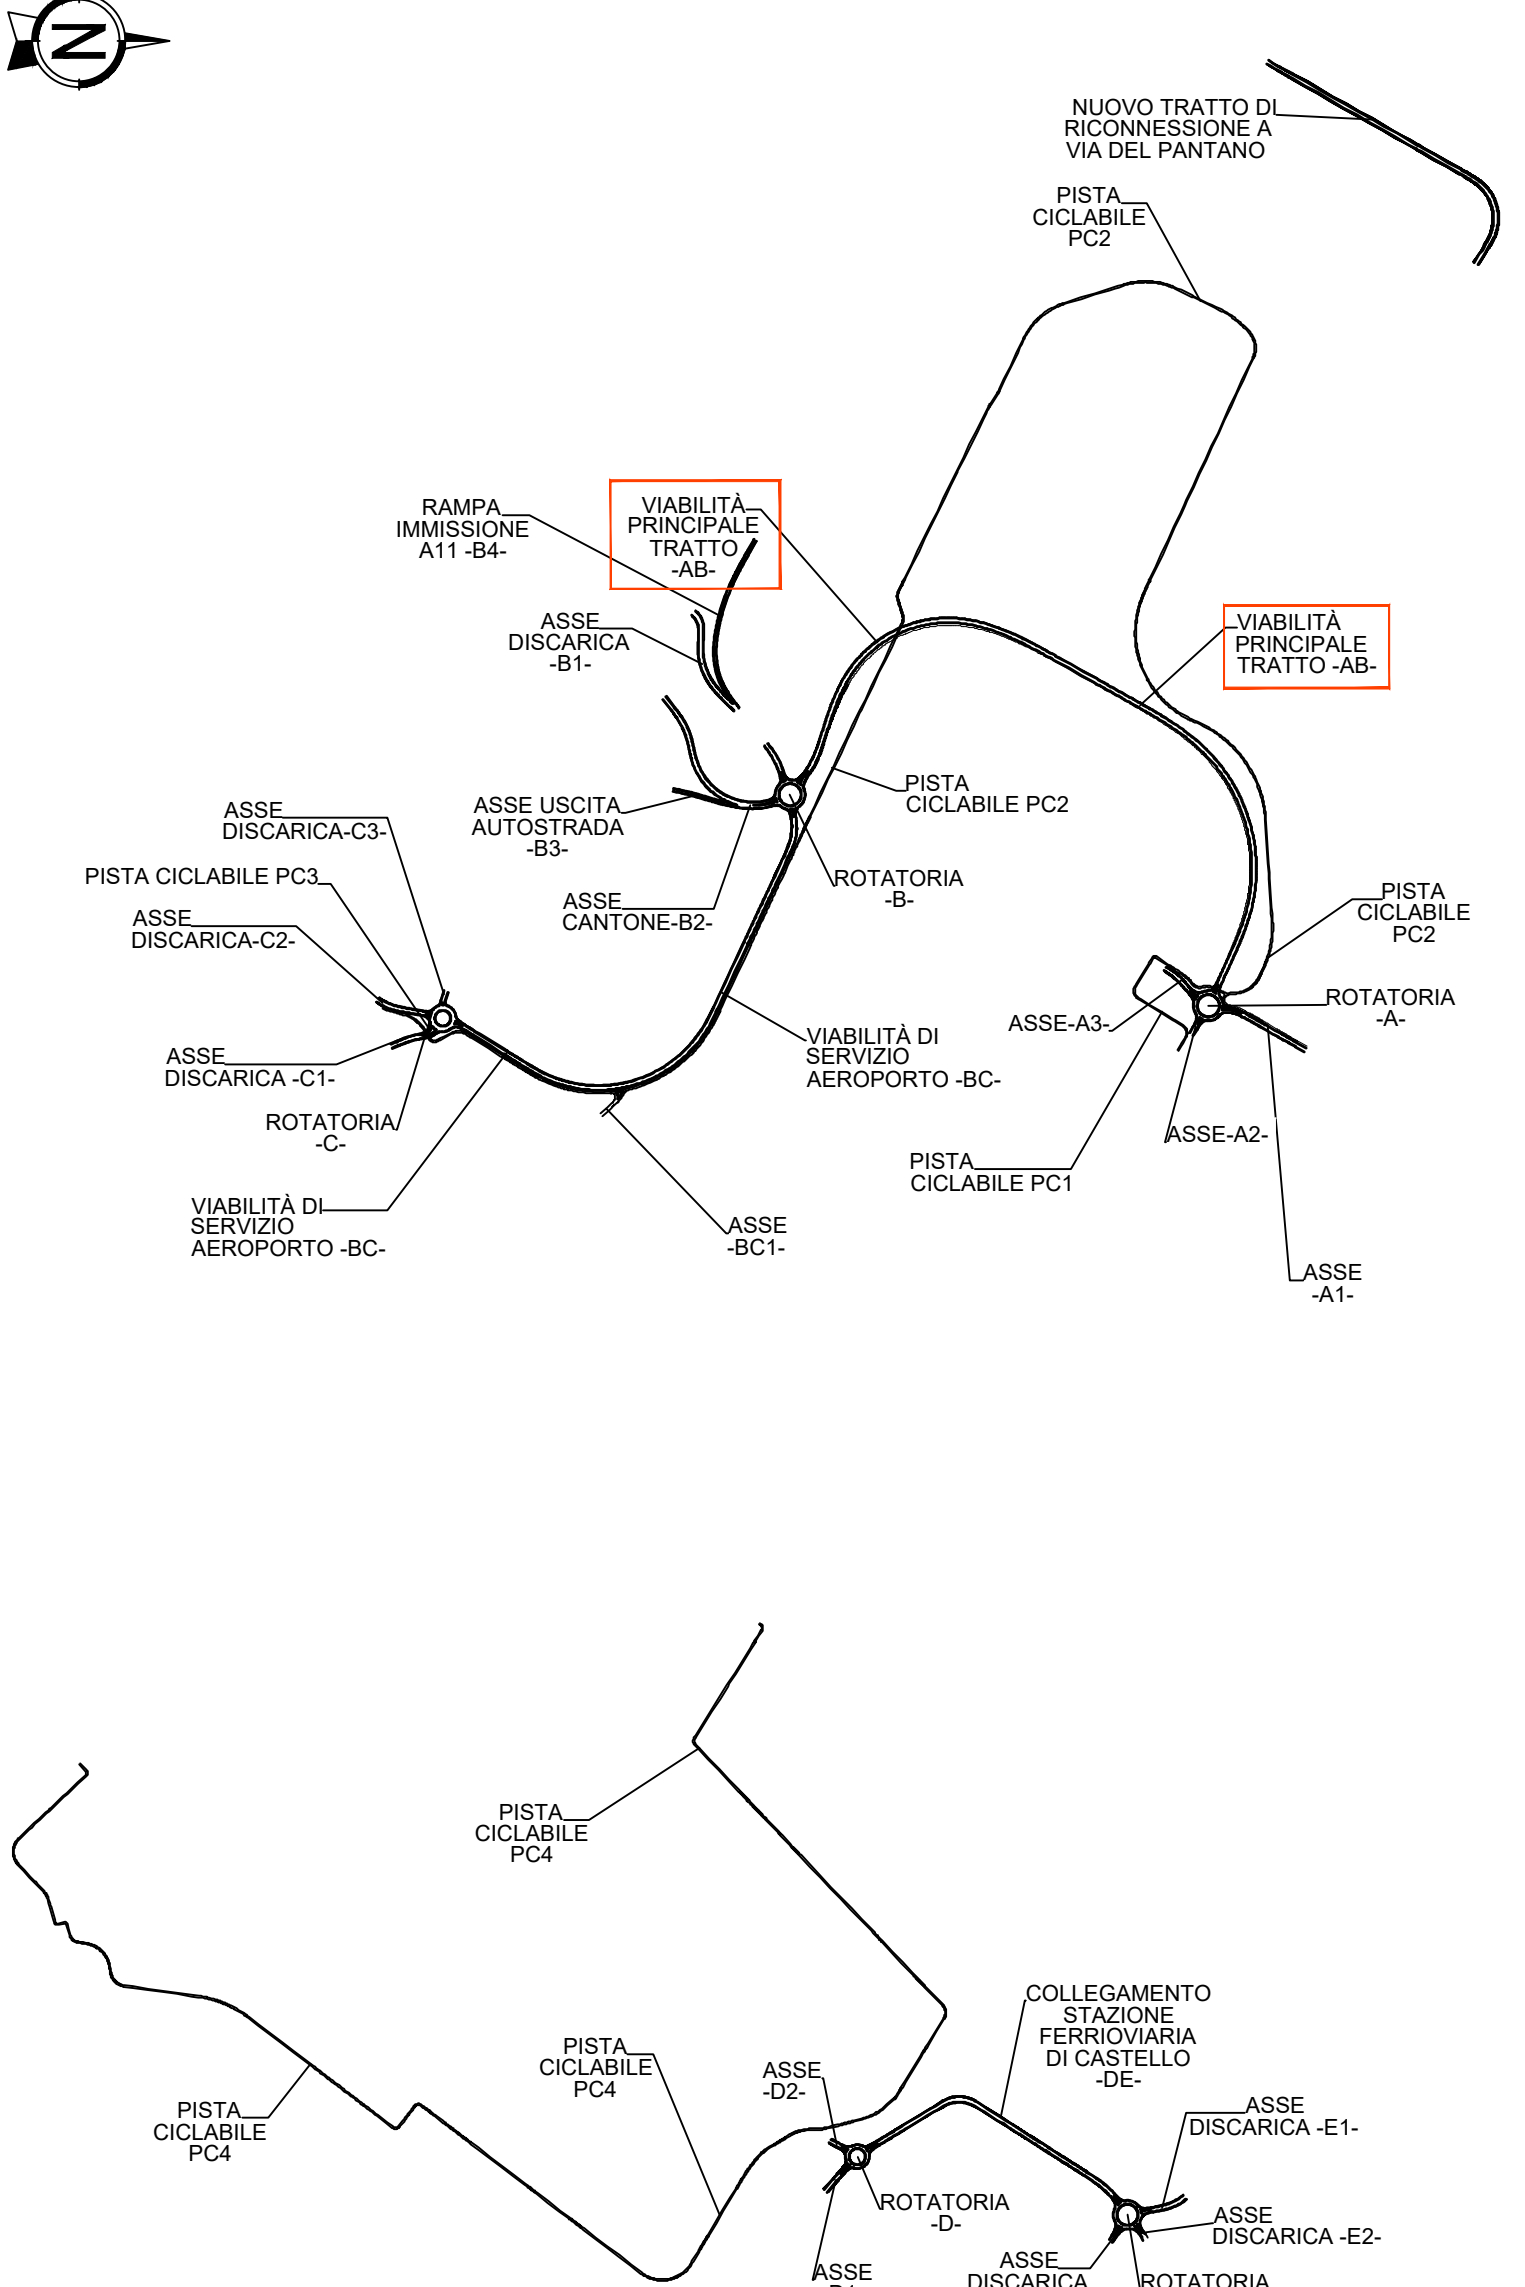 N
NUOVO TRATTO DI
RICONNESSIONE A
VIA DEL PANTANO
PISTA
CICLABILE
PC2
RAMPA
IMMISSIONE
A11 -B4-
VIABILITÀ
PRINCIPALE
TRATTO
-AB-
ASSE
DISCARICA
-B1-
VIABILITÀ
PRINCIPALE
TRATTO -AB-
PISTA
CICLABILE PC2
ASSE USCITA
AUTOSTRADA
-B3-
ASSE
DISCARICA-C3-
PISTA CICLABILE PC3
ROTATORIA
-B-
ASSE
CANTONE-B2-
PISTA
CICLABILE
PC2
ASSE
DISCARICA-C2-
ROTATORIA
-A-
ASSE-A3-
VIABILITÀ DI
SERVIZIO
AEROPORTO -BC-
ASSE
DISCARICA -C1-
ROTATORIA
-C-
ASSE-A2-
PISTA
CICLABILE PC1
VIABILITÀ DI
SERVIZIO
AEROPORTO -BC-
ASSE
-BC1-
ASSE
-A1-
PISTA
CICLABILE
PC4
COLLEGAMENTO
STAZIONE
FERRIOVIARIA
DI CASTELLO
-DE-
PISTA
CICLABILE
PC4
ASSE
-D2-
PISTA
CICLABILE
PC4
ASSE
DISCARICA -E1-
ROTATORIA
-D-
ASSE
DISCARICA -E2-
ASSE
ASSE
DISCARICA
ROTATORIA